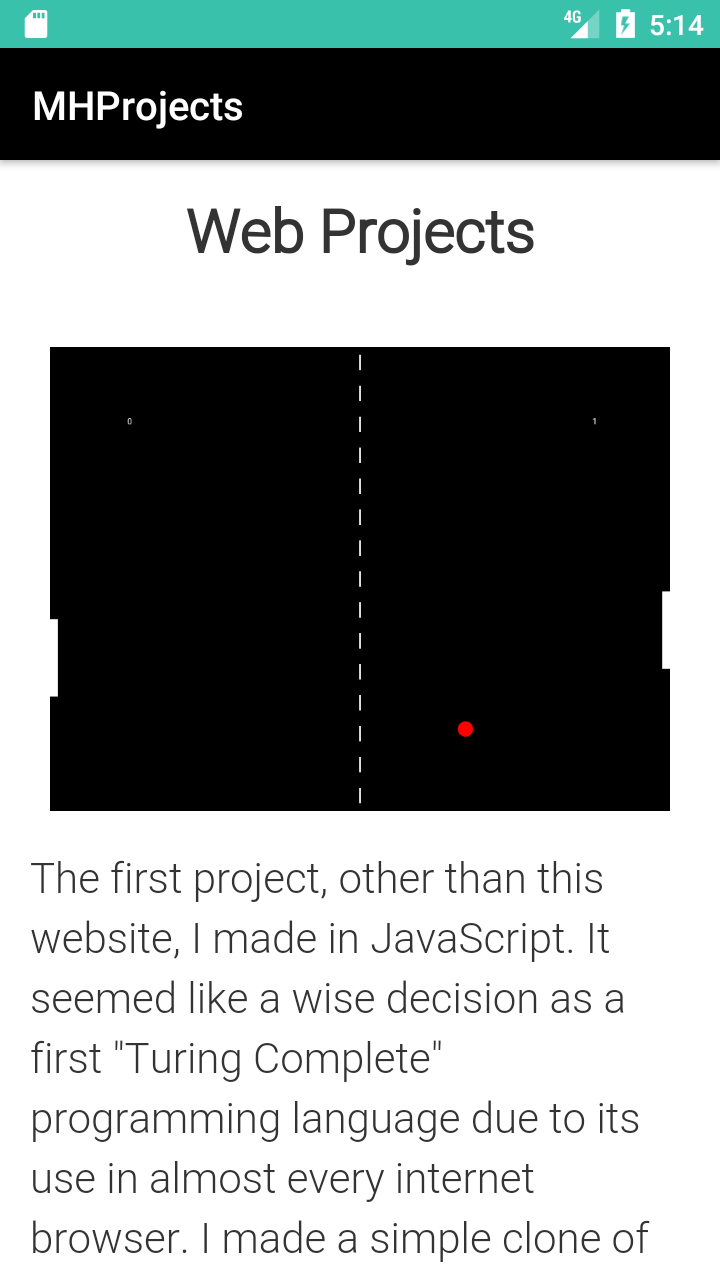 4G 5:14
MHProjects
Web Projects
0 1
The first project, other than this
website, I made in JavaScript. It
seemed like a wise decision as a
first "Turing Complete"
programming language due to its
use in almost every internet
browser. I made a simple clone of